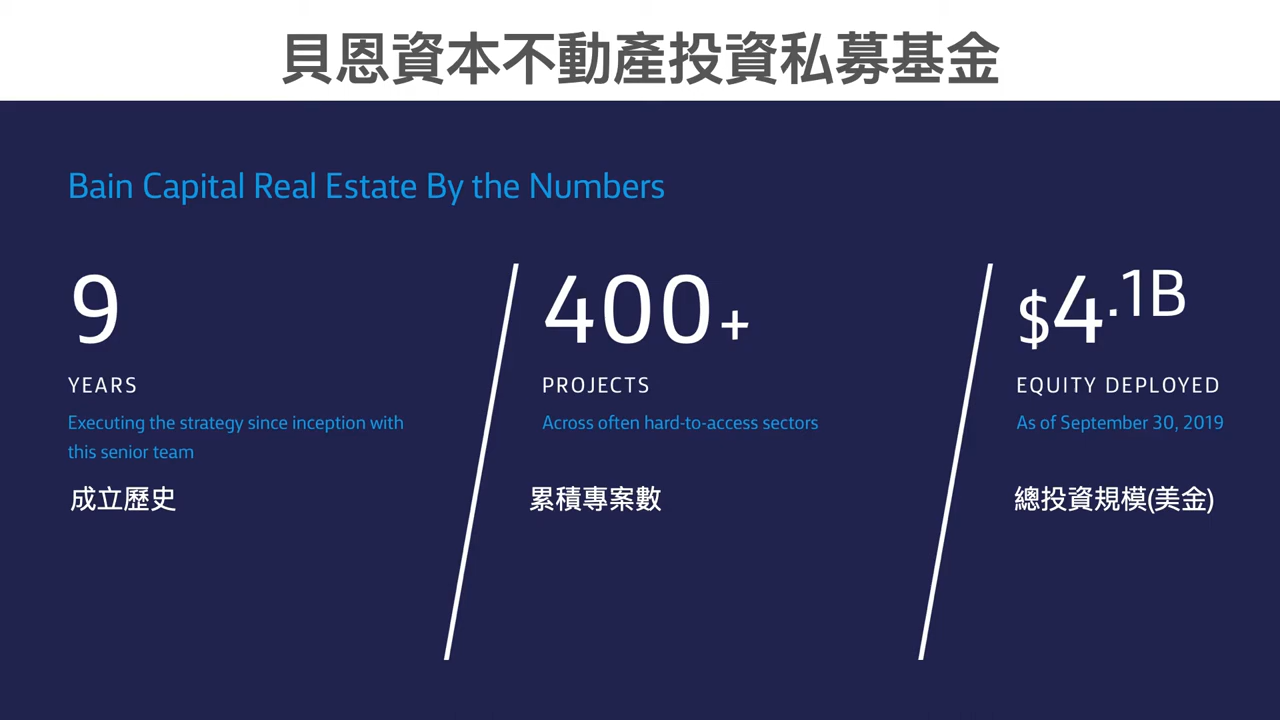 貝恩資本不動產投資私募基金
Bain Capital Real Estate By the Numbers
9
YEARS
Executing the strategy since inception with
this senior team
成立歷史
400+
PROJECTS
Across often hard-to-access sectors
累積專案數
$4.1B
EQUITY DEPLOYED
As of September 30, 2019
總投資規模(美金)